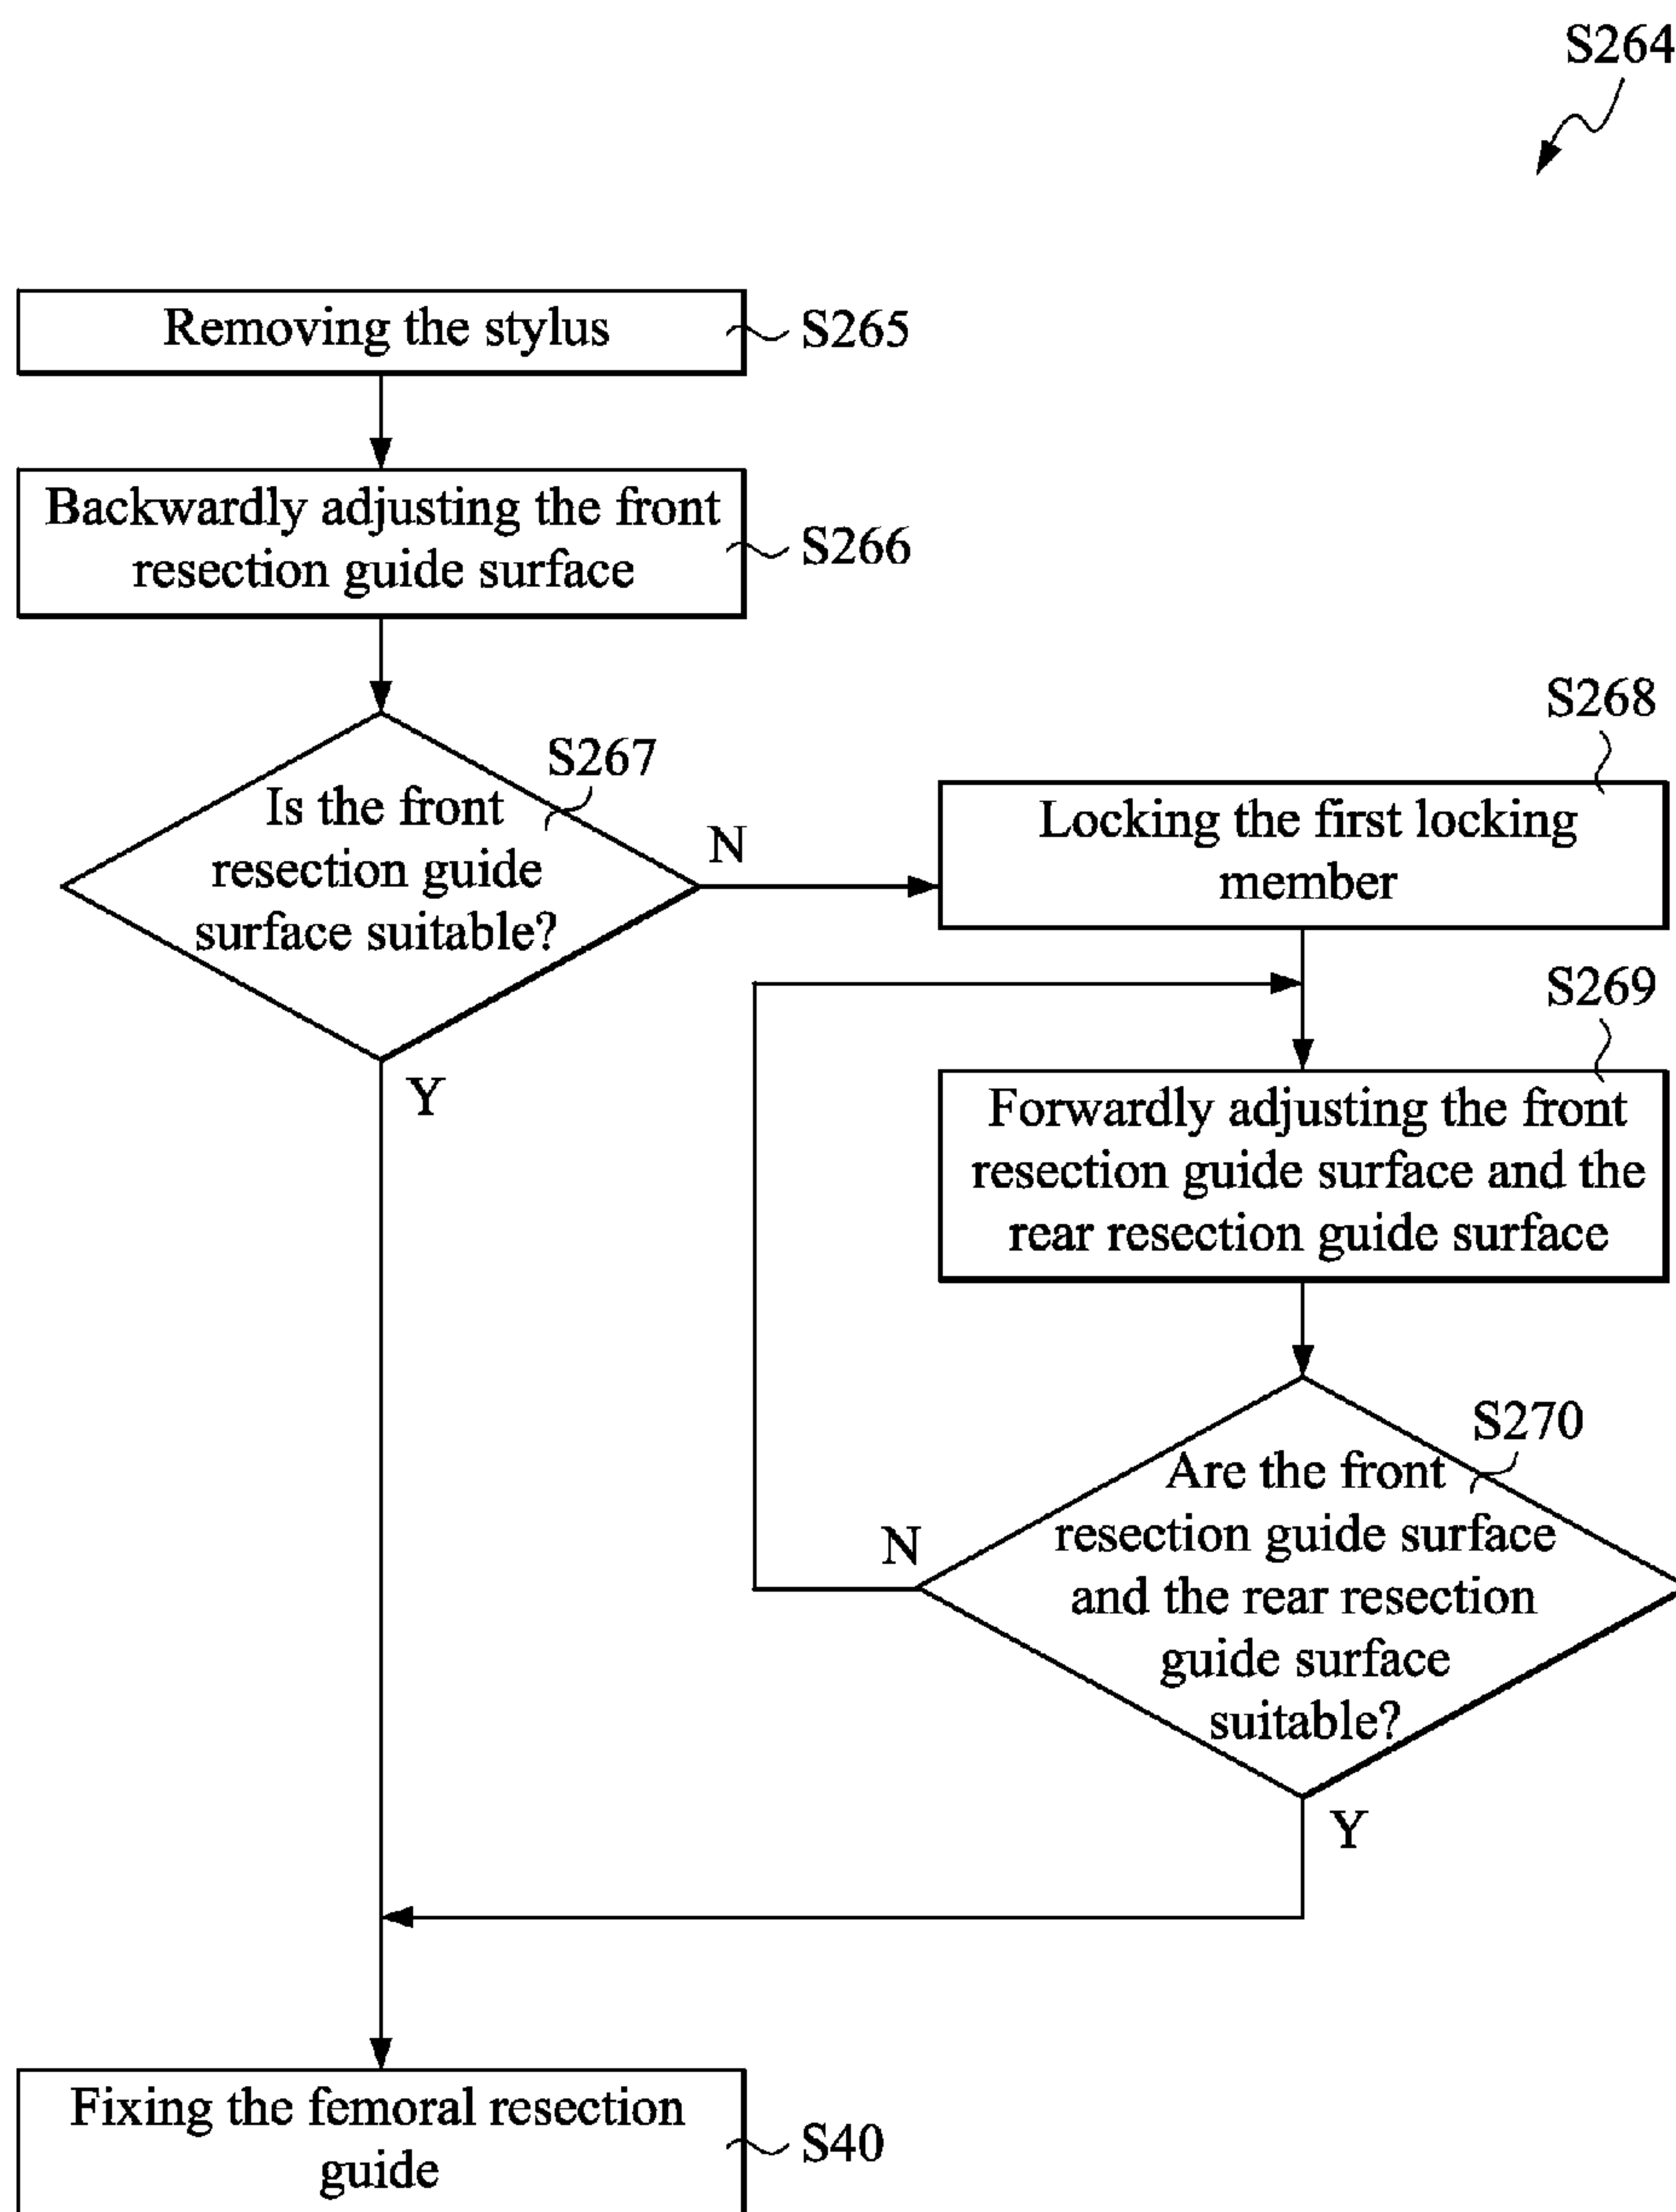 S264
Removing the stylus
S265
Backwardly adjusting the front
resection guide surface
S266
S267
Is the front
resection guide
surface suitable?
N
Y
S268
Locking the first locking
member
S269
Forwardly adjusting the front
resection guide surface and the
rear resection guide surface
S270
Are the front
resection guide surface
and the rear resection
guide surface
suitable?
N
Y
Fixing the femoral resection
guide
S40